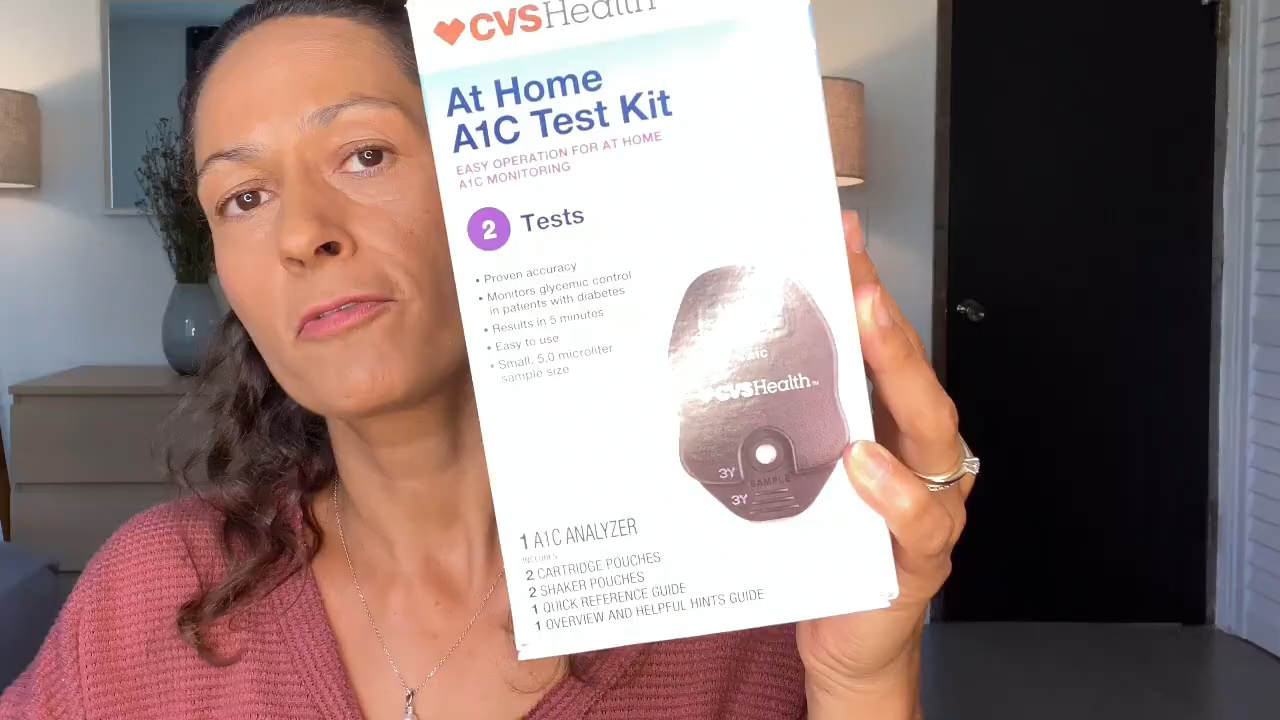 CVSHealth
At Home
A1C Test Kit
EASY OPERATION FOR AT HOME
A1C MONITORING
2 Tests
• Proven accuracy
• Monitors glycemic control
in patients with diabetes
• Results in 5 minutes
• Easy to use
• Small, 5.0 microliter
sample size
A1C
CVSHealth™
3Y
SAMPLE
3Y
1 A1C ANALYZER
INCLUDES
2 CARTRIDGE POUCHES
2 SHAKER POUCHES
1 QUICK REFERENCE GUIDE
1 OVERVIEW AND HELPFUL HINTS GUIDE